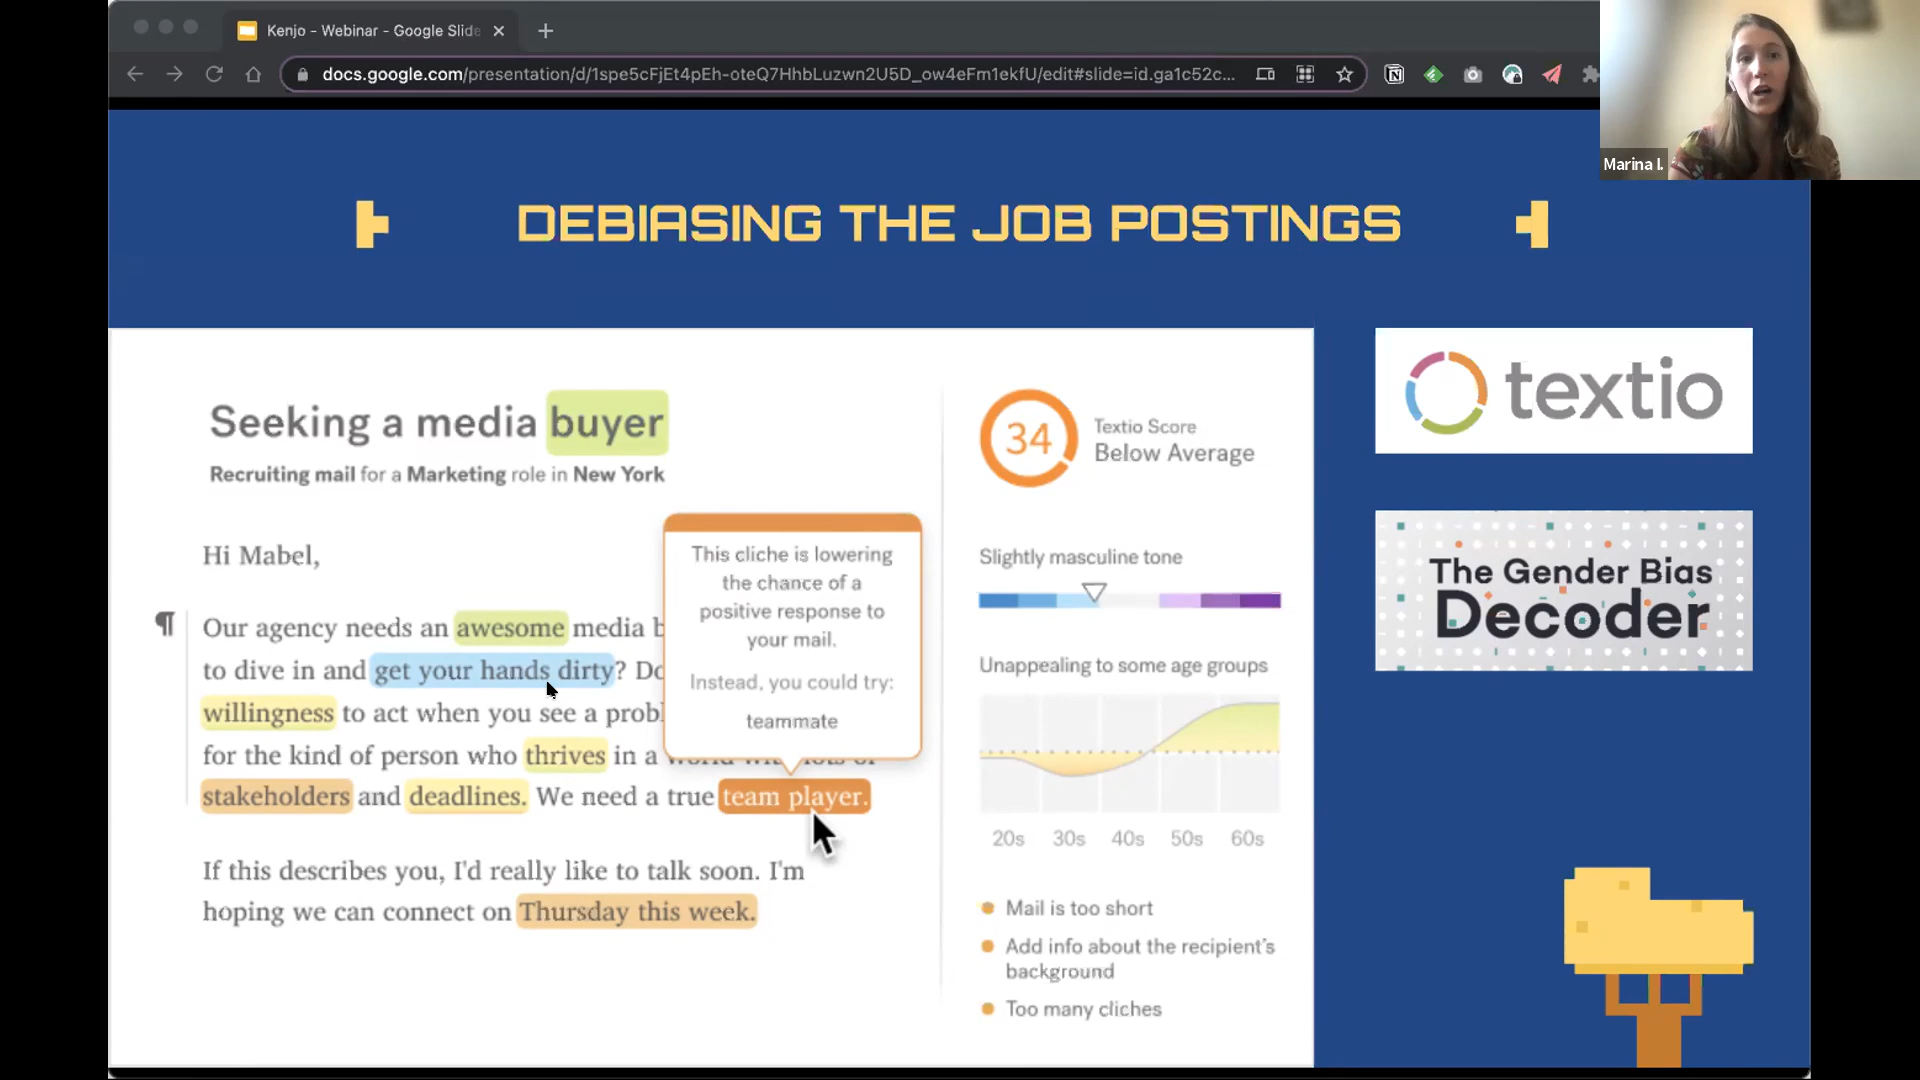 Kenjo - Webinar - Google Slide
docs.google.com/presentation/d/1spe5cFjEt4pEh-oteQ7HhbLuzwn2U5D_ow4eFm1ekfU/edit#slide=id.ga1c52c...
Marina I.
DEBIASING THE JOB POSTINGS
Seeking a media buyer
Recruiting mail for a Marketing role in New York
Hi Mabel,
Our agency needs an awesome media b
to dive in and get your hands dirty? Do
willingness to act when you see a probl
for the kind of person who thrives in a
stakeholders and deadlines. We need a true team player.
If this describes you, I'd really like to talk soon. I'm
hoping we can connect on Thursday this week.
This cliche is lowering
the chance of a
positive response to
your mail.
Instead, you could try:
teammate
34
Textio Score
Below Average
Slightly masculine tone
Unappealing to some age groups
20s 30s 40s 50s 60s
Mail is too short
Add info about the recipient's
background
Too many cliches
textio
The Gender Bias
Decoder